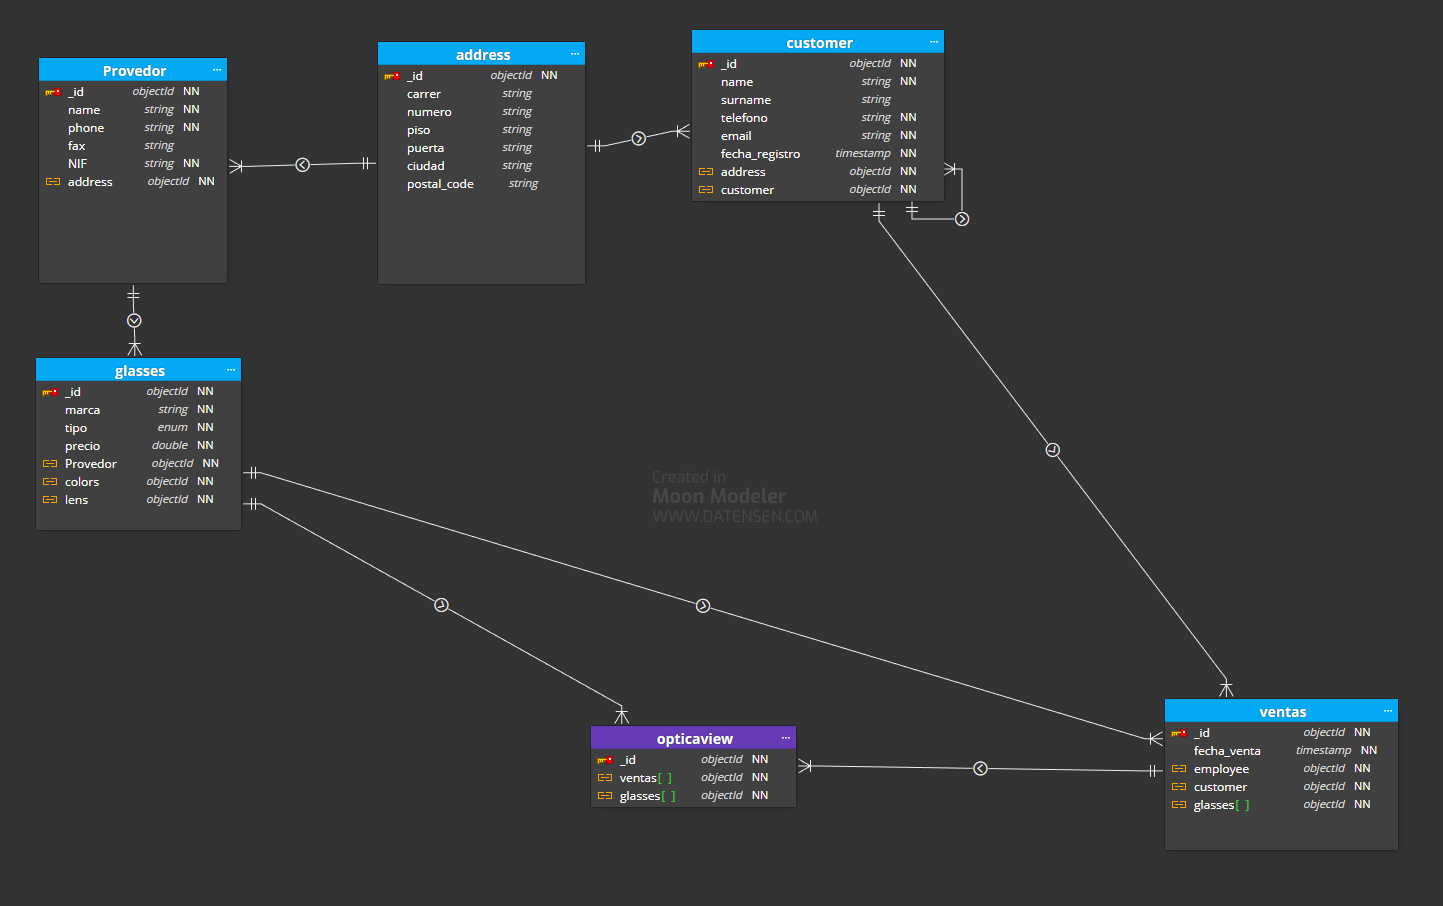 Provedor ...
_id objectId NN
name string NN
phone string NN
fax string
NIF string NN
address objectId NN
address ...
_id objectId NN
carrer string
numero string
piso string
puerta string
ciudad string
postal_code string
customer ...
_id objectId NN
name string NN
surname string
telefono string NN
email string NN
fecha_registro timestamp NN
address objectId NN
customer objectId NN
glasses ...
_id objectId NN
marca string NN
tipo enum NN
precio double NN
Provedor objectId NN
colors objectId NN
lens objectId NN
Created in
Moon Modeler
WWW.DATENSEN.COM
opticaview ...
_id objectId NN
ventas[ ] objectId NN
glasses[ ] objectId NN
ventas ...
_id objectId NN
fecha_venta timestamp NN
employee objectId NN
customer objectId NN
glasses[ ] objectId NN